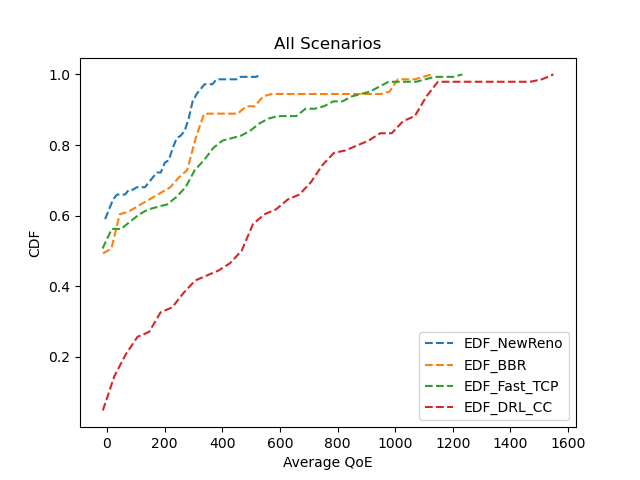 All Scenarios
1.0
0.8
0.6
0.4
0.2
CDF
0
200
400
600
800
1000
1200
1400
1600
Average QoE
EDF_NewReno
EDF_BBR
EDF_Fast_TCP
EDF_DRL_CC